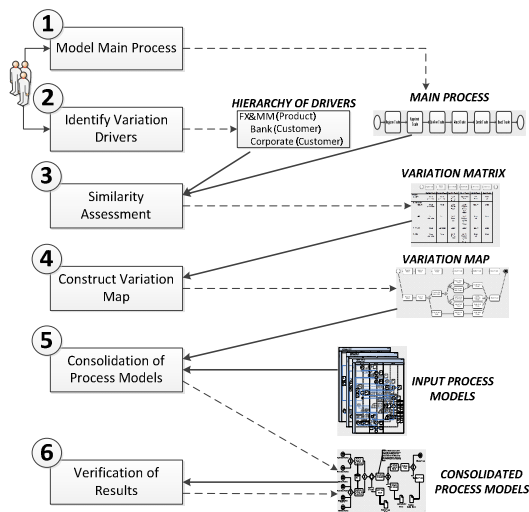 1
Model Main Process
2
Identify Variation
Drivers
HIERARCHY OF DRIVERS
FX&MM (Product)
Bank (Customer)
Corporate (Customer)
MAIN PROCESS
3
Similarity
Assessment
VARIATION MATRIX
4
Construct Variation
Map
VARIATION MAP
5
Consolidation of
Process Models
INPUT PROCESS
MODELS
6
Verification of
Results
CONSOLIDATED
PROCESS MODELS